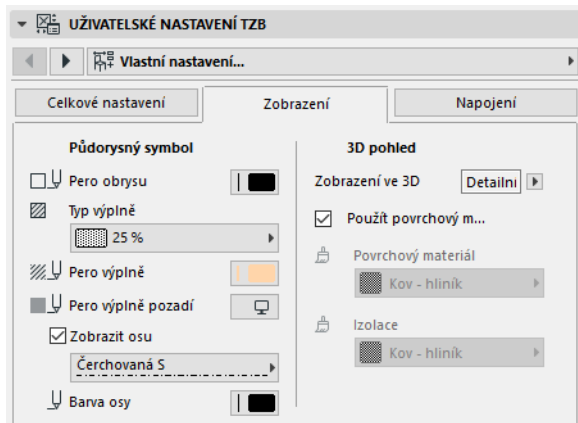 UŽIVATELSKÉ NASTAVENÍ TZB
Vlastní nastavení...
Celkové nastavení
Zobrazení
Napojení
Půdorysný symbol
Pero obrysu
Typ výplně
25 %
Pero výplně
Pero výplně pozadí
Zobrazit osu
Čerchovaná S
Barva osy
3D pohled
Zobrazení ve 3D
Detailní
Použít povrchový m...
Povrchový materiál
Kov - hliník
Izolace
Kov - hliník